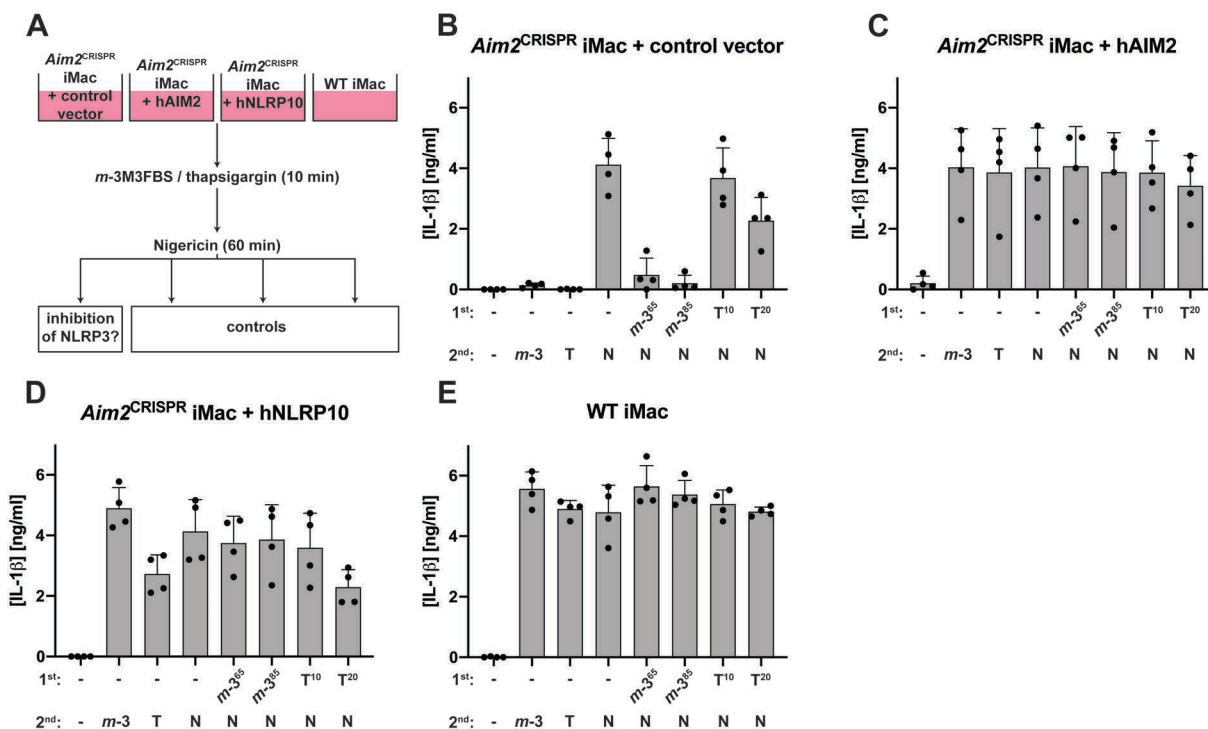 A
Aim2CRISPR iMac + control vector
Aim2CRISPR iMac + hAIM2
Aim2CRISPR iMac + hNLRP10
WT iMac
m-3M3FBS / thapsigargin (10 min)
Nigericin (60 min)
inhibition of NLRP3?
controls
B
Aim2CRISPR iMac + control vector
[IL-1β] [ng/ml]
6
4
2
0
1st: - - - - m-365 m-385 T10 T20
2nd: - m-3 T N N N N N
C
Aim2CRISPR iMac + hAIM2
[IL-1β] [ng/ml]
6
4
2
0
1st: - - - - m-365 m-385 T10 T20
2nd: - m-3 T N N N N N
D
Aim2CRISPR iMac + hNLRP10
[IL-1β] [ng/ml]
6
4
2
0
1st: - - - - m-365 m-385 T10 T20
2nd: - m-3 T N N N N N
E
WT iMac
[IL-1β] [ng/ml]
6
4
2
0
1st: - - - - m-365 m-385 T10 T20
2nd: - m-3 T N N N N N